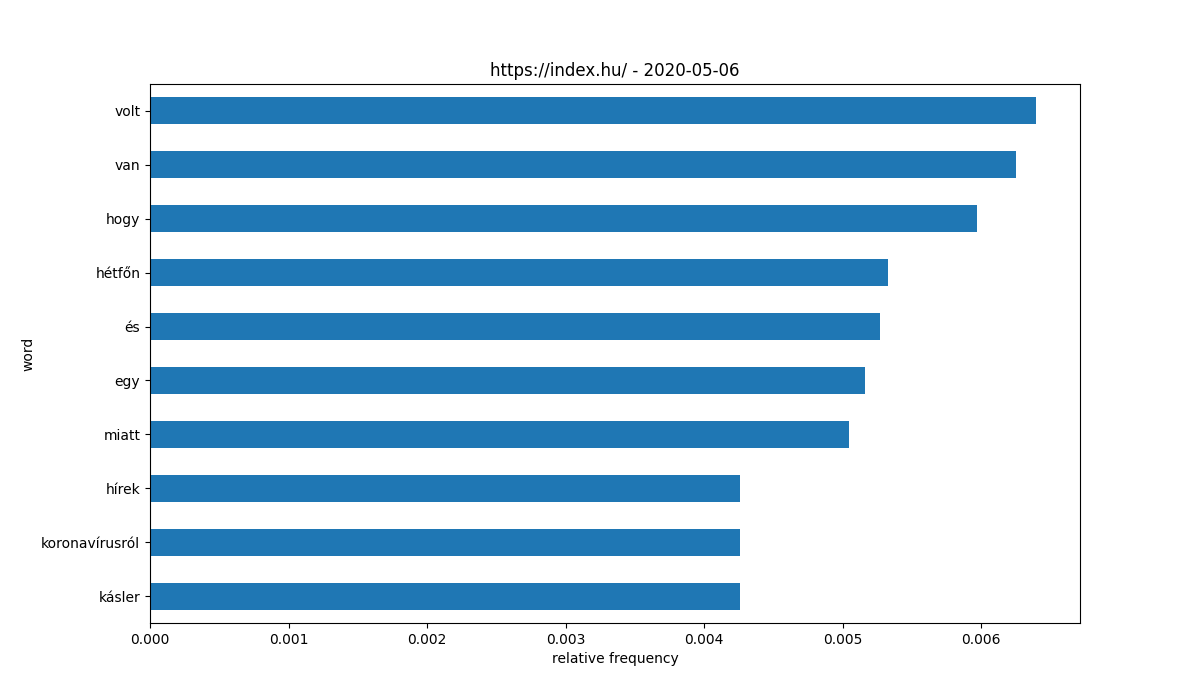 https://index.hu/ - 2020-05-06
word
volt
van
hogy
hétfőn
és
egy
miatt
hírek
koronavírusról
kásler
0.000 0.001 0.002 0.003 0.004 0.005 0.006
relative frequency